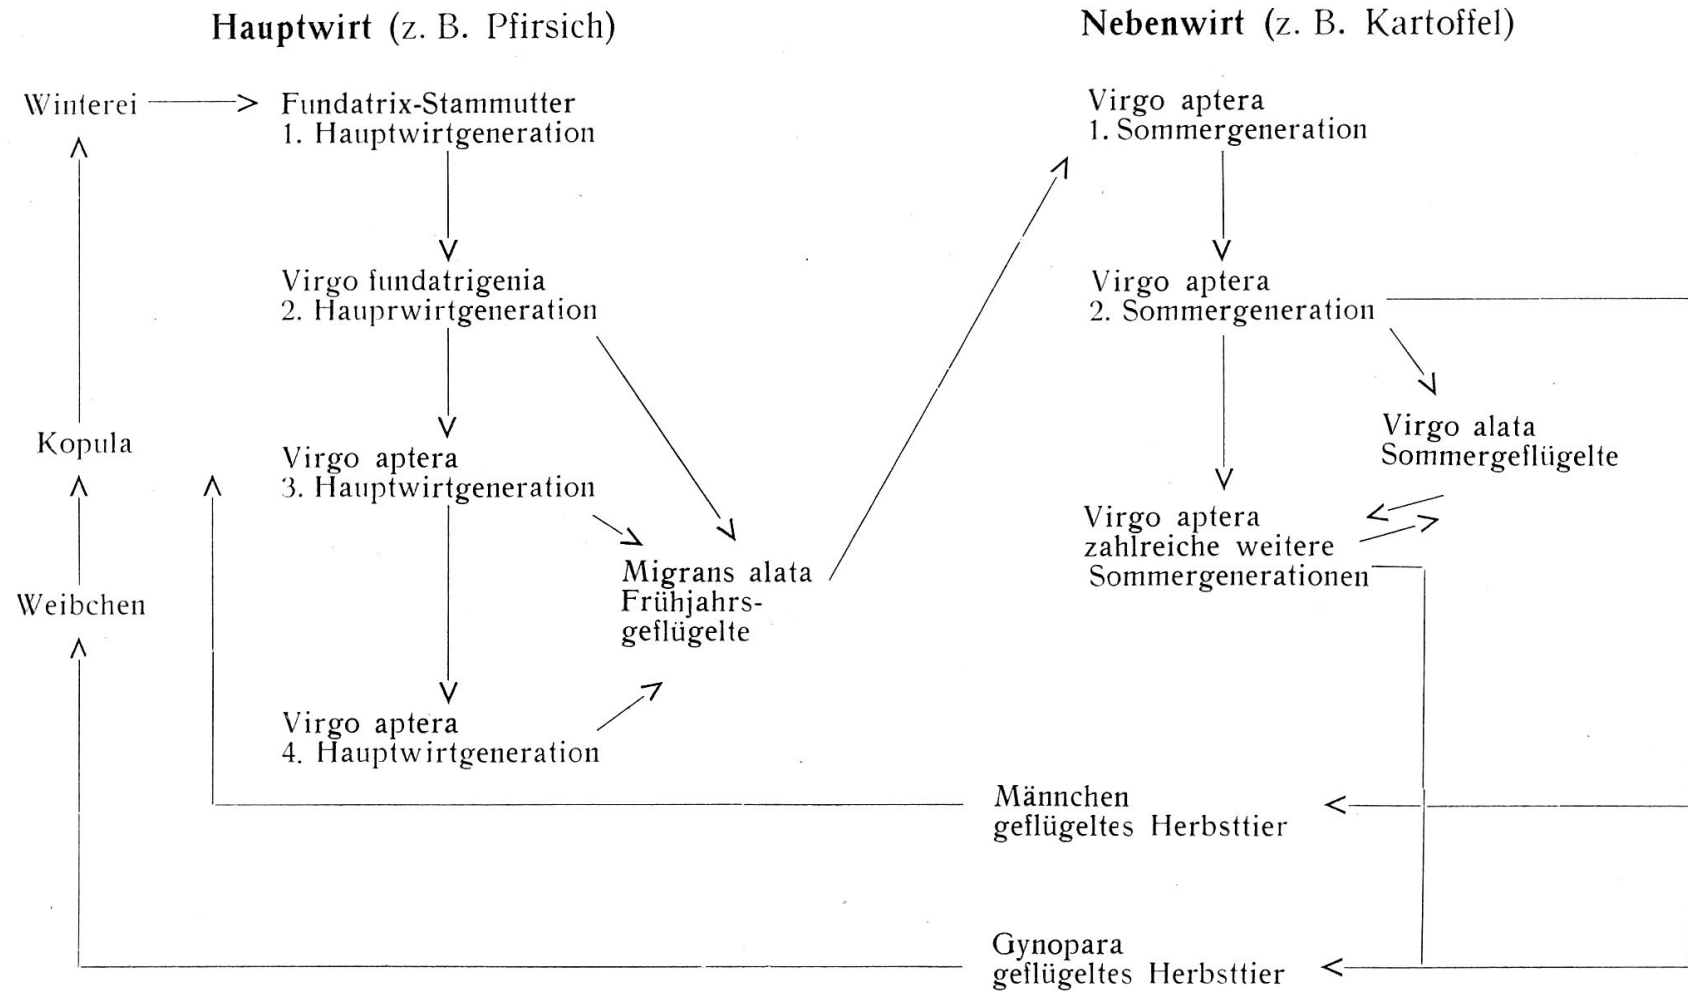 Hauptwirt (z. B. Pfirsich)
Nebenwirt (z. B. Kartoffel)
Winterei
Fundatrix-Stammutter
1. Hauptwirtgeneration
Virgo aptera
1. Sommergeneration
Virgo fundatrigenia
2. Hauprwirtgeneration
Virgo aptera
2. Sommergeneration
Kopula
Virgo aptera
3. Hauptwirtgeneration
Virgo alata
Sommergeflügelte
Virgo aptera
zahlreiche weitere
Sommergenerationen
Migrans alata
Frühjahrs-
geflügelte
Weibchen
Virgo aptera
4. Hauptwirtgeneration
Männchen
geflügeltes Herbsttier
Gynopara
geflügeltes Herbsttier